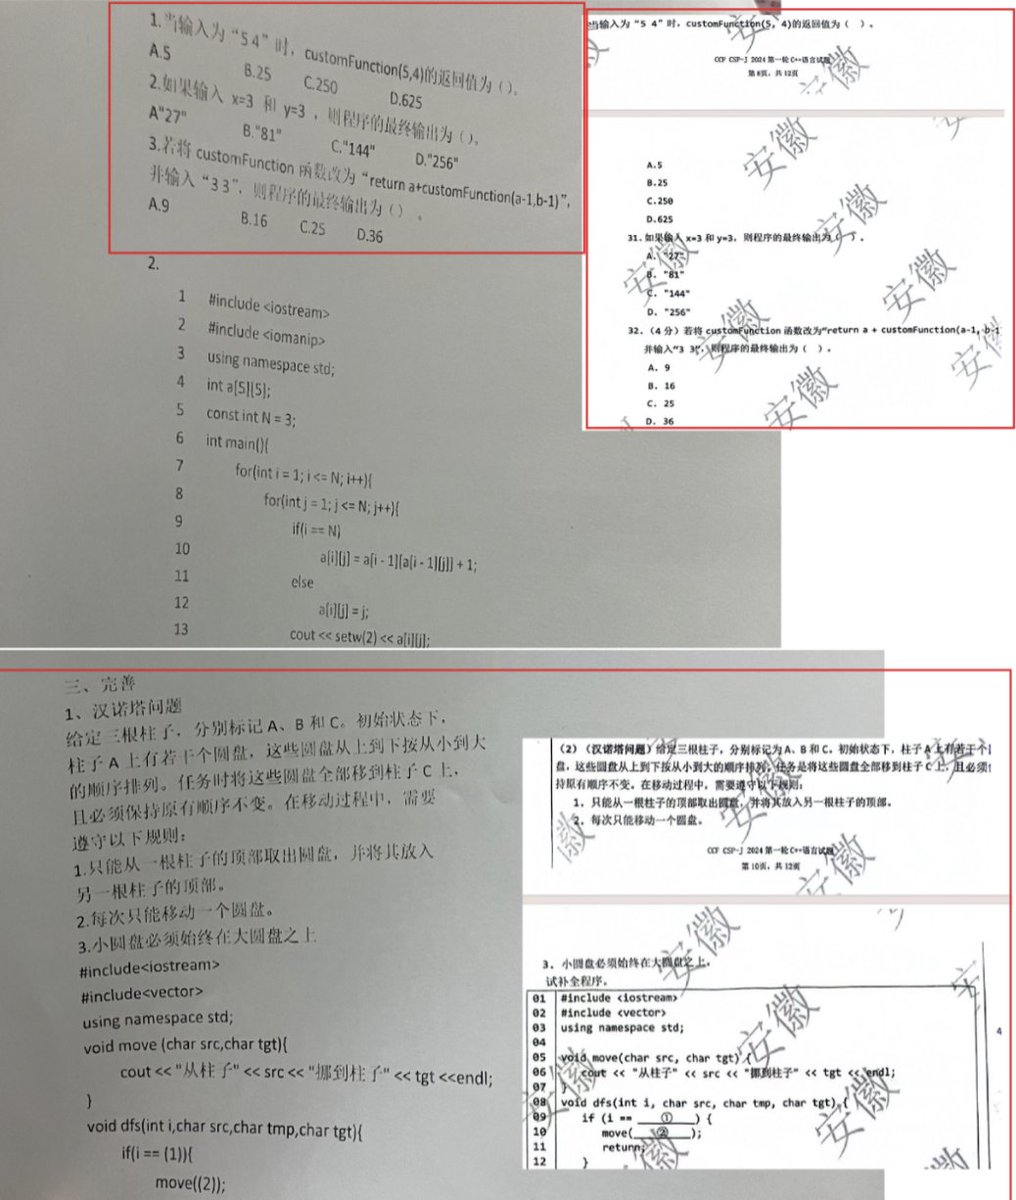 1.当输入为“5 4”时，customFunction(5,4)的返回值为（）。
A.5 B.25 C.250 D.625
2.如果输入 x=3 和 y=3，则程序的最终输出为（）。
A"27" B."81" C."144" D."256"
3.若将 customFunction 函数改为“return a+customFunction(a-1,b-1)”，
并输入“3 3”，则程序的最终输出为（） 。
A.9 B.16 C.25 D.36
2.
1 #include <iostream>
2 #include <iomanip>
3 using namespace std;
4 int a[5][5];
5 const int N = 3;
6 int main(){
7 for(int i = 1; i <= N; i++){
8 for(int j = 1; j <= N; j++){
9 if(i == N)
10 a[i][j] = a[i - 1][a[i - 1][j]] + 1;
11 else
12 a[i][j] = j;
13 cout << setw(2) << a[i][j];
当输入为“5 4”时，customFunction(5, 4)的返回值为（ ）。
CCF CSP-J 2024 第一轮 C++语言试题
第8页，共12页
A.5
B.25
C.250
D.625
31. 如果输入 x=3 和 y=3，则程序的最终输出为（ ）。
A. "27"
B. "81"
C. "144"
D. "256"
32.（4 分）若将 customFunction 函数改为“return a + customFunction(a-1, b-1
并输入“3 3”，则程序的最终输出为（ ）。
A. 9
B. 16
C. 25
D. 36
安徽
安徽
安徽
安徽
安徽
安徽
安徽
安徽
安徽
三、完善
1、汉诺塔问题
给定三根柱子，分别标记 A、B 和 C。初始状态下，
柱子 A 上有若干个圆盘，这些圆盘从上到下按从小到大
的顺序排列。任务时将这些圆盘全部移到柱子 C 上，
且必须保持原有顺序不变。在移动过程中，需要
遵守以下规则：
1.只能从一根柱子的顶部取出圆盘，并将其放入
另一根柱子的顶部。
2.每次只能移动一个圆盘。
3.小圆盘必须始终在大圆盘之上
#include<iostream>
#include<vector>
using namespace std;
void move (char src,char tgt){
cout << "从柱子" << src << "挪到柱子" << tgt <<endl;
}
void dfs(int i,char src,char tmp,char tgt){
if(i == (1)){
move((2));
（2）（汉诺塔问题）给定三根柱子，分别标记为 A、B 和 C。初始状态下，柱子 A 上有若干个圆
盘，这些圆盘从上到下按从小到大的顺序排列。任务是将这些圆盘全部移到柱子 C 上，且必须
持原有顺序不变。在移动过程中，需要遵守以下规则：
1. 只能从一根柱子的顶部取出圆盘，并将其放入另一根柱子的顶部。
2. 每次只能移动一个圆盘。
CCF CSP-J 2024 第一轮 C++语言试题
第10页，共12页
3. 小圆盘必须始终在大圆盘之上。
试补全程序。
01 #include <iostream>
02 #include <vector>
03 using namespace std;
04
05 void move(char src, char tgt) {
06 cout << "从柱子" << src << "挪到柱子" << tgt << endl;
07 }
08 void dfs(int i, char src, char tmp, char tgt) {
09 if (i == ① ) {
10 move( ② );
11 return;
12 }
4
安徽
安徽
安徽
安徽
安徽